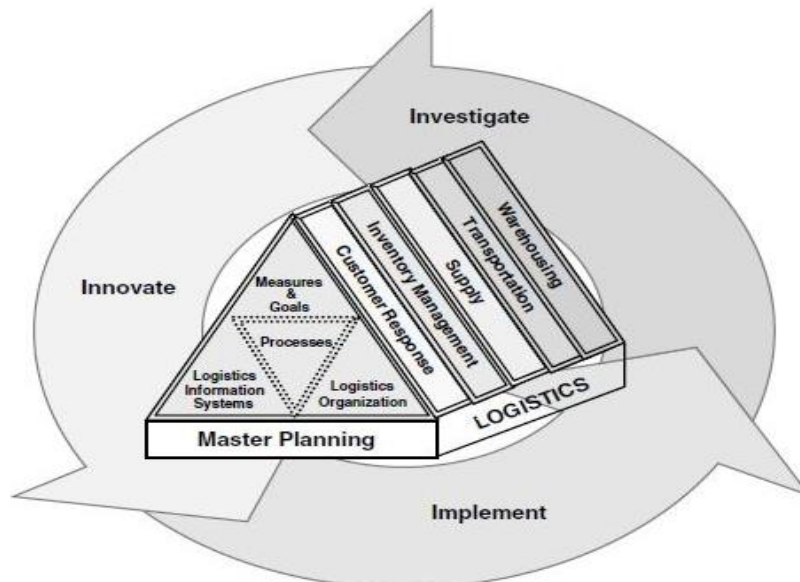 Investigate
Innovate
Measures
&
Goals
Processes
Logistics
Information
Systems
Logistics
Organization
Customer Response
Inventory Management
Supply
Transportation
Warehousing
Master Planning
LOGISTICS
Implement